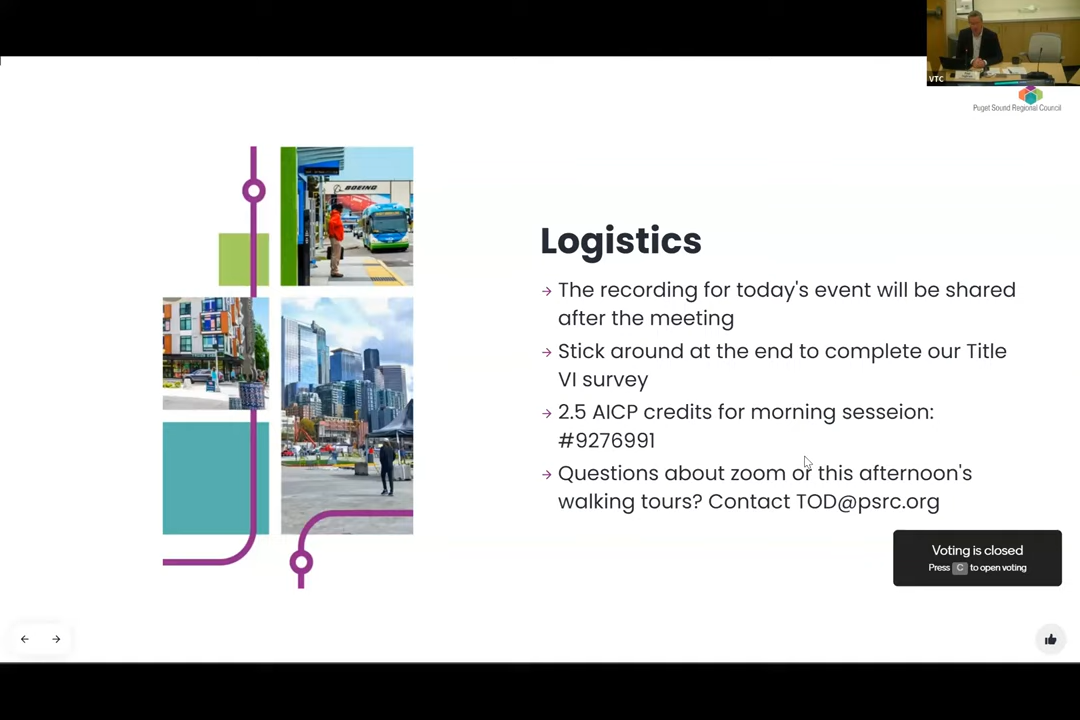 VTC
Puget Sound Regional Council
BOEING
Logistics
→ The recording for today's event will be shared
after the meeting
→ Stick around at the end to complete our Title
VI survey
→ 2.5 AICP credits for morning sesseion:
#9276991
→ Questions about zoom or this afternoon's
walking tours? Contact TOD@psrc.org
Voting is closed
Press C to open voting